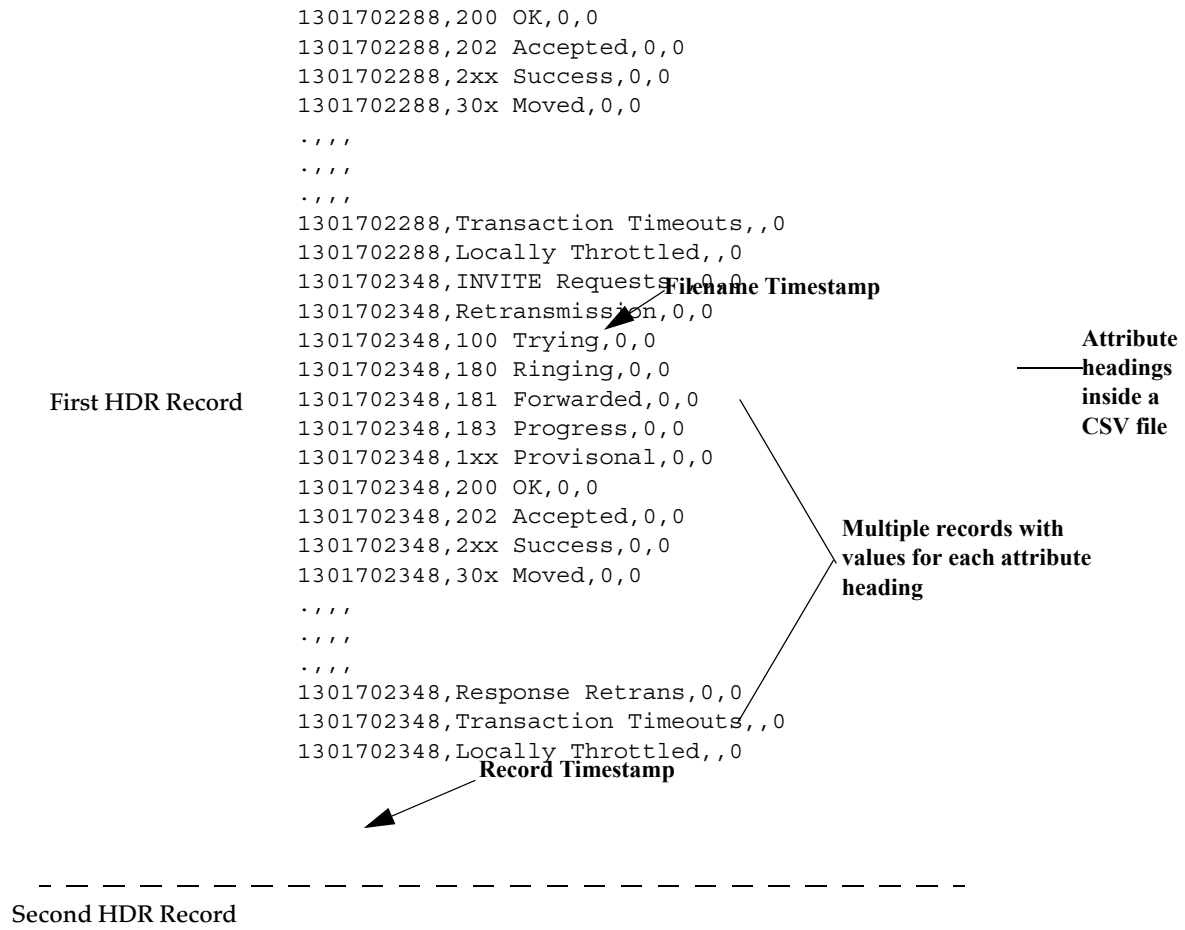 1301702288,200 OK,0,0
1301702288,202 Accepted,0,0
1301702288,2xx Success,0,0
1301702288,30x Moved,0,0
.,,,
.,,,
.,,,
1301702288,Transaction Timeouts,,0
1301702288,Locally Throttled,,0
1301702348,INVITE Requests,,0,0
Filename Timestamp
1301702348,Retransmission,0,0
1301702348,100 Trying,0,0
1301702348,180 Ringing,0,0
Attribute
headings
inside a
CSV file
First HDR Record
1301702348,181 Forwarded,0,0
1301702348,183 Progress,0,0
1301702348,1xx Provisonal,0,0
1301702348,200 OK,0,0
1301702348,202 Accepted,0,0
1301702348,2xx Success,0,0
1301702348,30x Moved,0,0
Multiple records with
values for each attribute
heading
.,,,
.,,,
.,,,
1301702348,Response Retrans,0,0
1301702348,Transaction Timeouts,,0
1301702348,Locally Throttled,,0
Record Timestamp
Second HDR Record